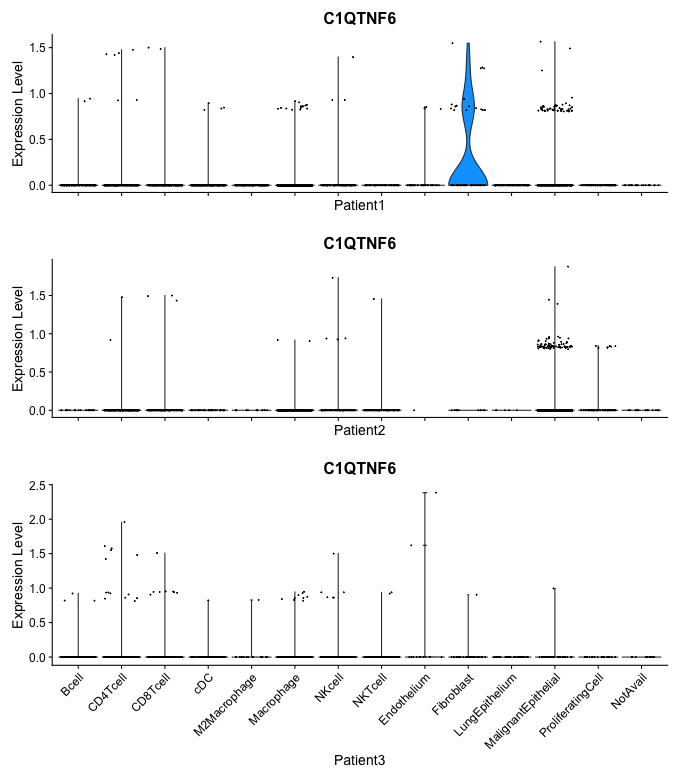 C1QTNF6
Expression Level
1.5
1.0
0.5
0.0
Patient1
C1QTNF6
Expression Level
1.5
1.0
0.5
0.0
Patient2
C1QTNF6
Expression Level
2.5
2.0
1.5
1.0
0.5
0.0
Bcell
CD4Tcell
CD8Tcell
cDC
M2Macrophage
Macrophage
NKcell
NKTcell
Endothelium
Fibroblast
LungEpithelium
MalignantEpithelial
ProliferatingCell
NotAvail
Patient3